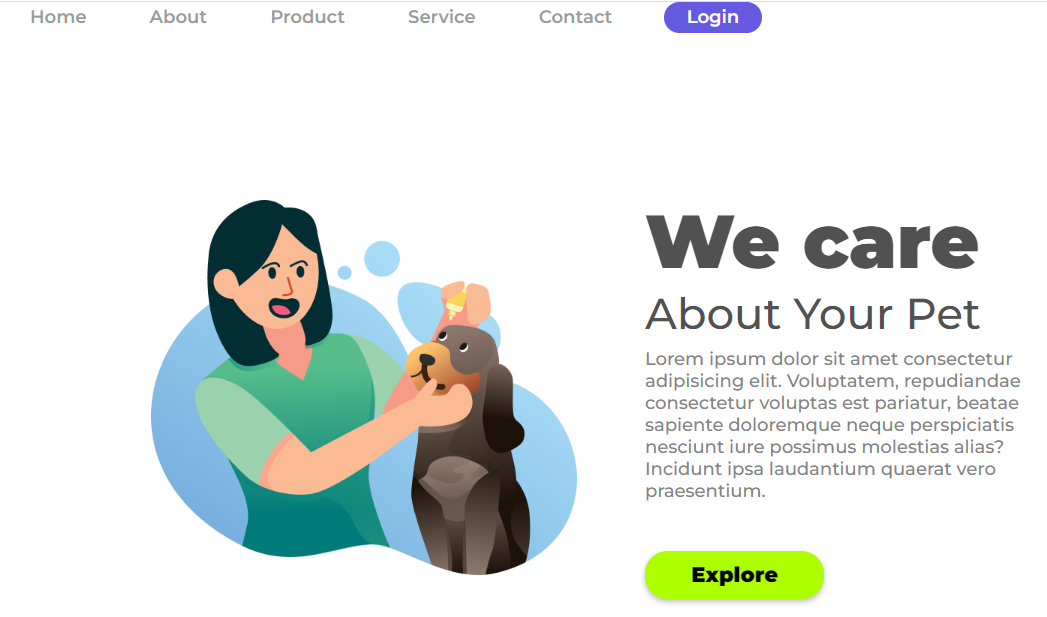 Home About Product Service Contact Login
We care
About Your Pet
Lorem ipsum dolor sit amet consectetur
adipisicing elit. Voluptatem, repudiandae
consectetur voluptas est pariatur, beatae
sapiente doloremque neque perspiciatis
nesciunt iure possimus molestias alias?
Incidunt ipsa laudantium quaerat vero
praesentium.
Explore